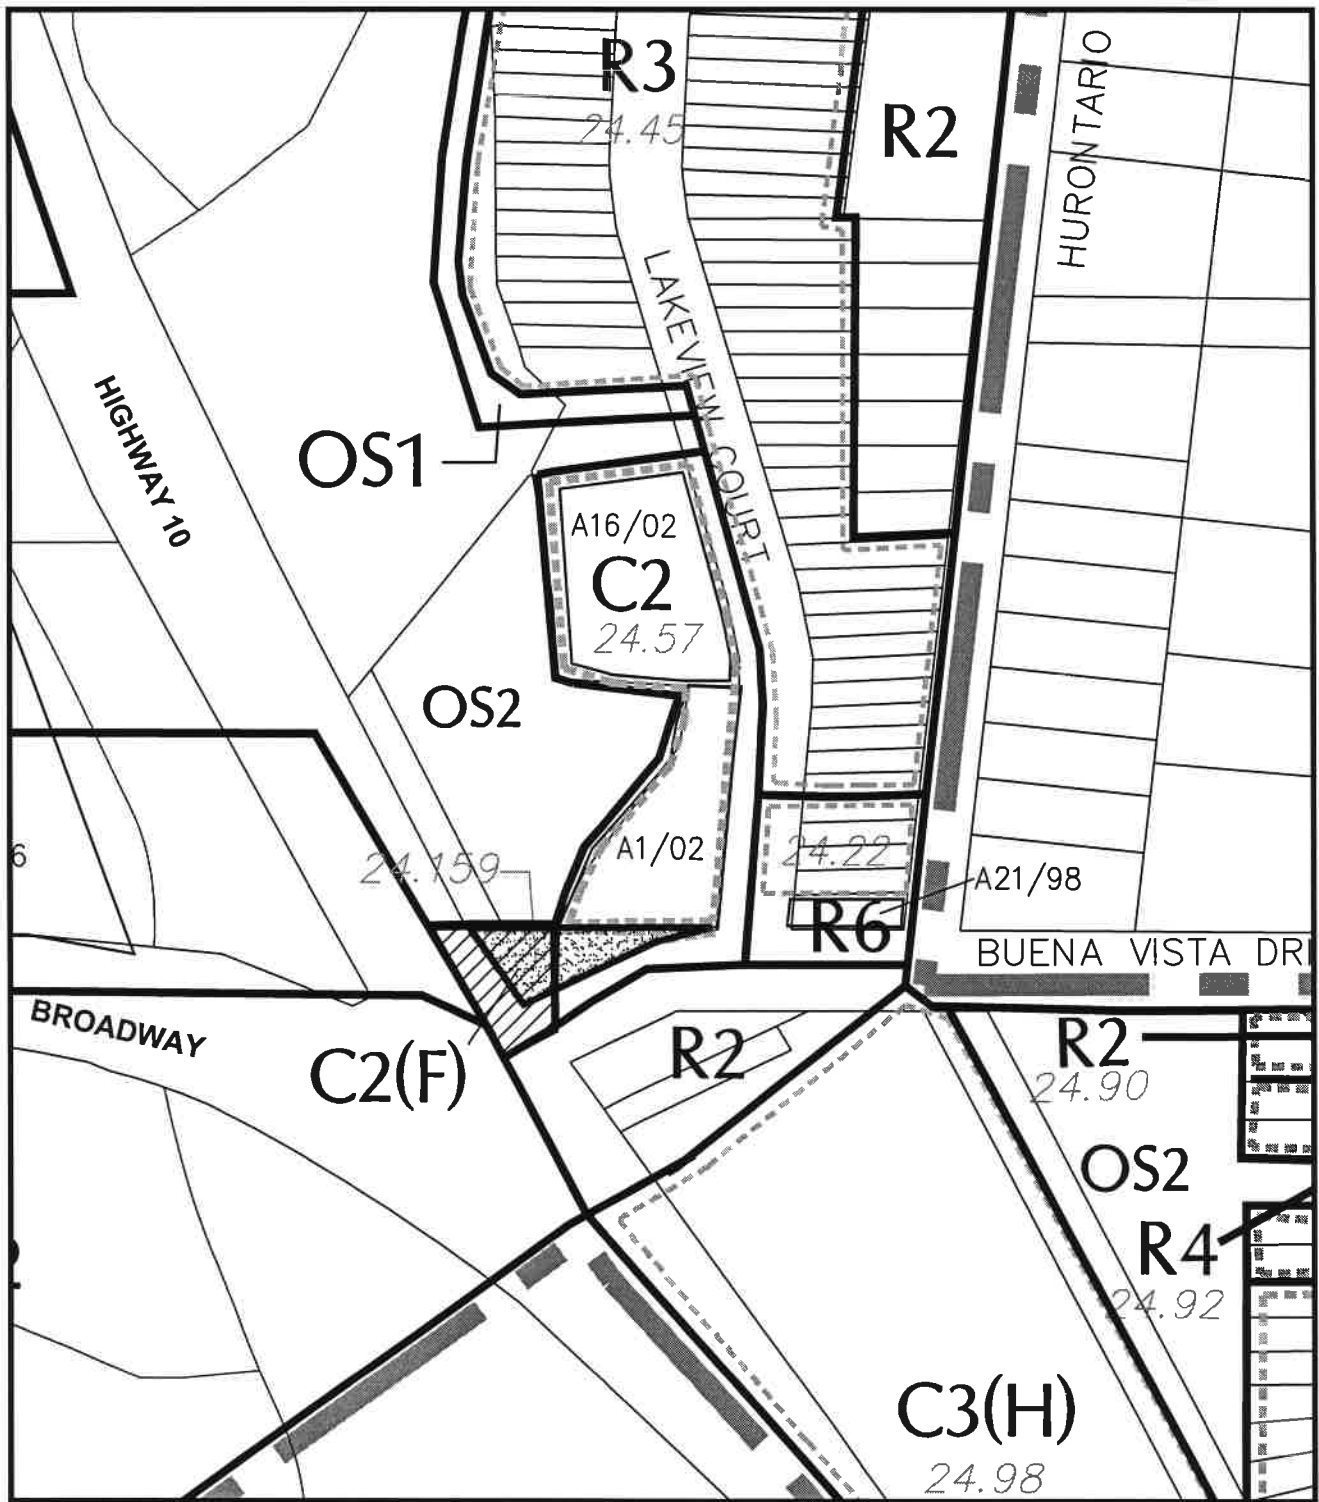 R3
24.45
R2
HURONTARIO
LAKEVIEW COURT
HIGHWAY 10
OS1
A16/02
C2
24.57
OS2
6
24.159
A1/02
24.22
A21/98
R6
BUENA VISTA DRI
BROADWAY
C2(F)
R2
R2
24.90
OS2
R4
24.92
C3(H)
24.98